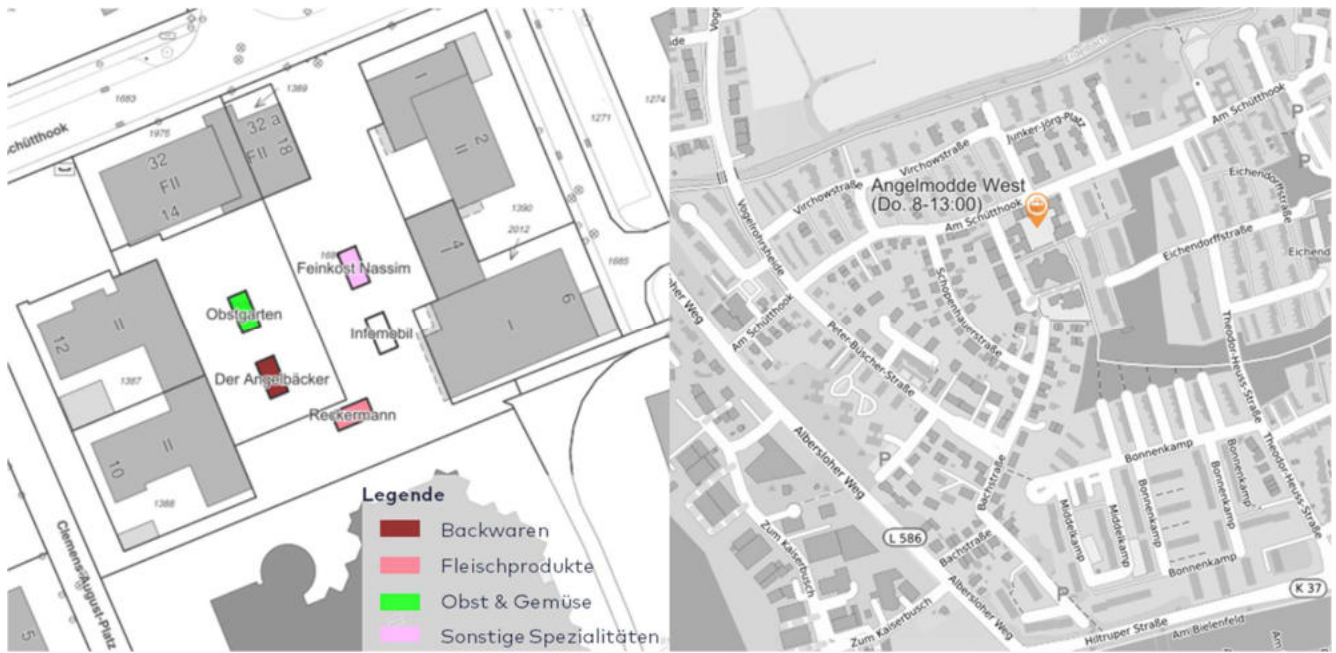 1683
1976
1389
32 a
FII
18
32
FII
14
Schütthook
I
2
II
1271
1274
1390
2012
1685
4
I
6
I
Feinkost Nassim
Obstgarten
Infomobil
Der Angelbäcker
Reckermann
12
II
1387
II
10
1388
Clemens-August-Platz
5
Legende
Backwaren
Fleischprodukte
Obst & Gemüse
Sonstige Spezialitäten
Junker-Jörg-Platz
Am Schütthook
P
P
Virchowstraße
Virchowstraße
Angelmodde West
(Do. 8-13:00)
Am Schütthook
Eichendorffstraße
Eichendorffstraße
Eichend
Vogelrohrsheide
Am Schütthook
Schopenhauerstraße
Peter-Büscher-Straße
Theodor-Heuss-Straße
Theodor-Heuss-Straße
Albersloher Weg
P
Bachstraße
Bonnenkamp
Bonnenkamp
Bonnenkamp
Bonnenkamp
Middelkamp
Middelkamp
L 586
Bachstraße
Zum Kaiserbusch
Zum Kaiserbusch
Albersloher Weg
P
Bonnenkamp
K 37
Hiltruper Straße
Am Bielenfeld